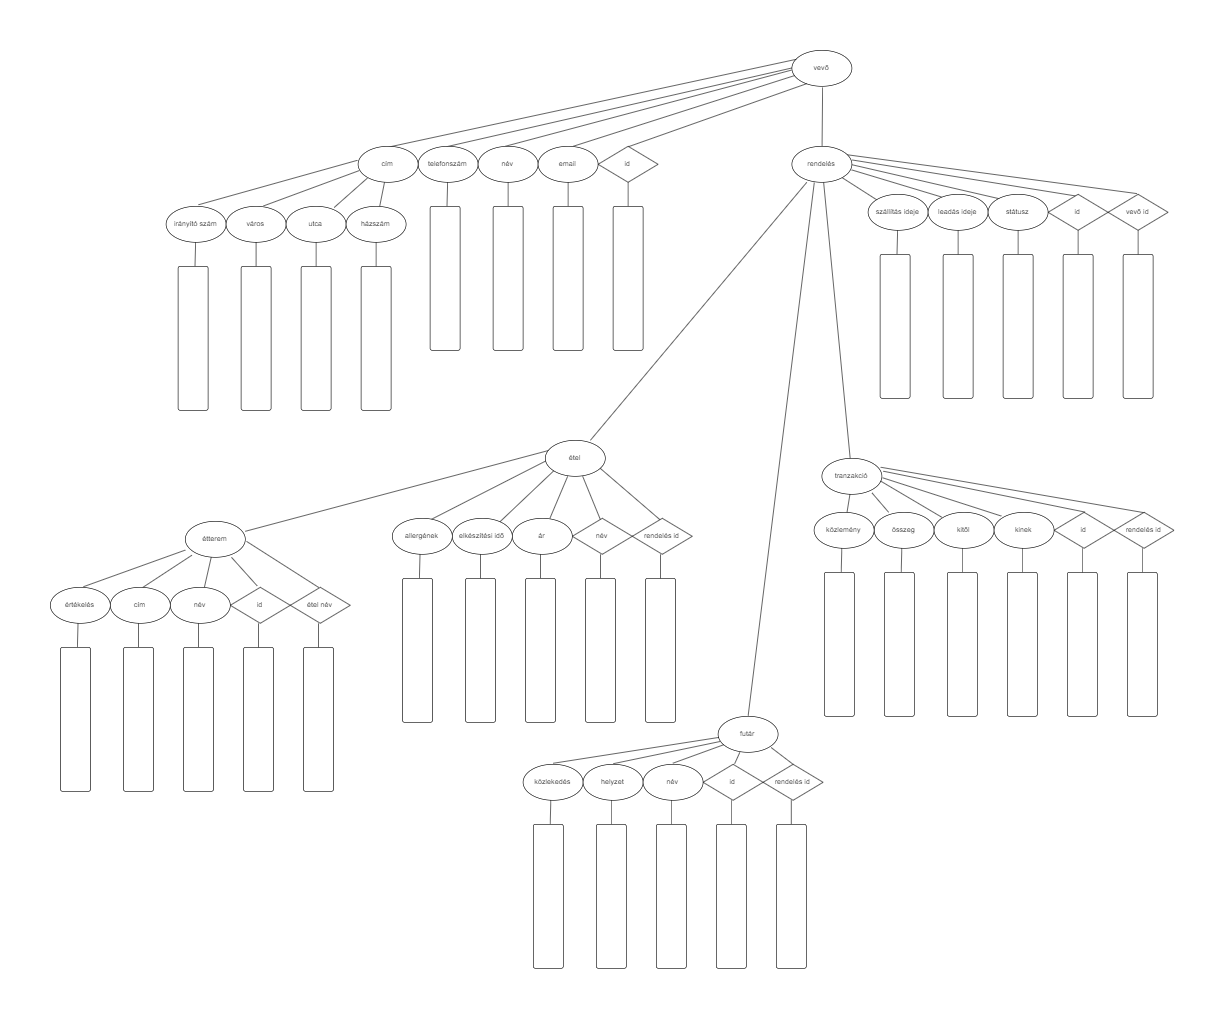 vevő
cím
telefonszám
név
email
id
rendelés
irányító szám
város
utca
házszám
szállítás ideje
leadás ideje
státusz
id
vevő id
étel
tranzakció
étterem
allergének
elkészítési idő
ár
név
rendelés id
közlemény
összeg
kitől
kinek
id
rendelés id
értékelés
cím
név
id
étel név
futár
közlekedés
helyzet
név
id
rendelés id